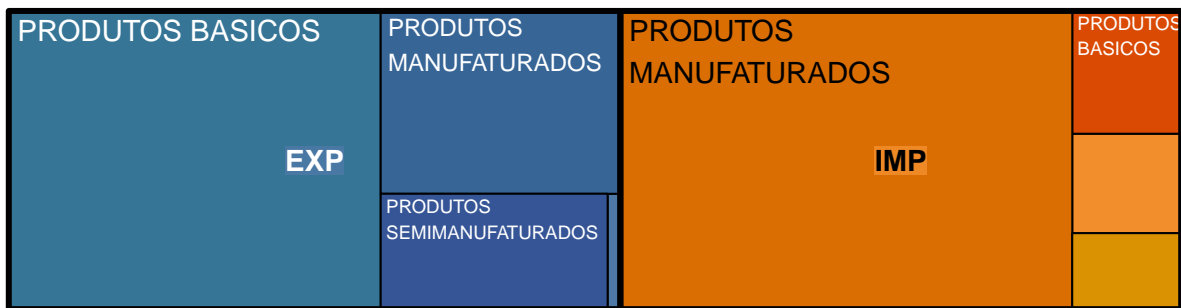 PRODUTOS BASICOS
PRODUTOS
MANUFATURADOS
EXP
PRODUTOS
SEMIMANUFATURADOS
PRODUTOS
MANUFATURADOS
IMP
PRODUTOS
BASICOS